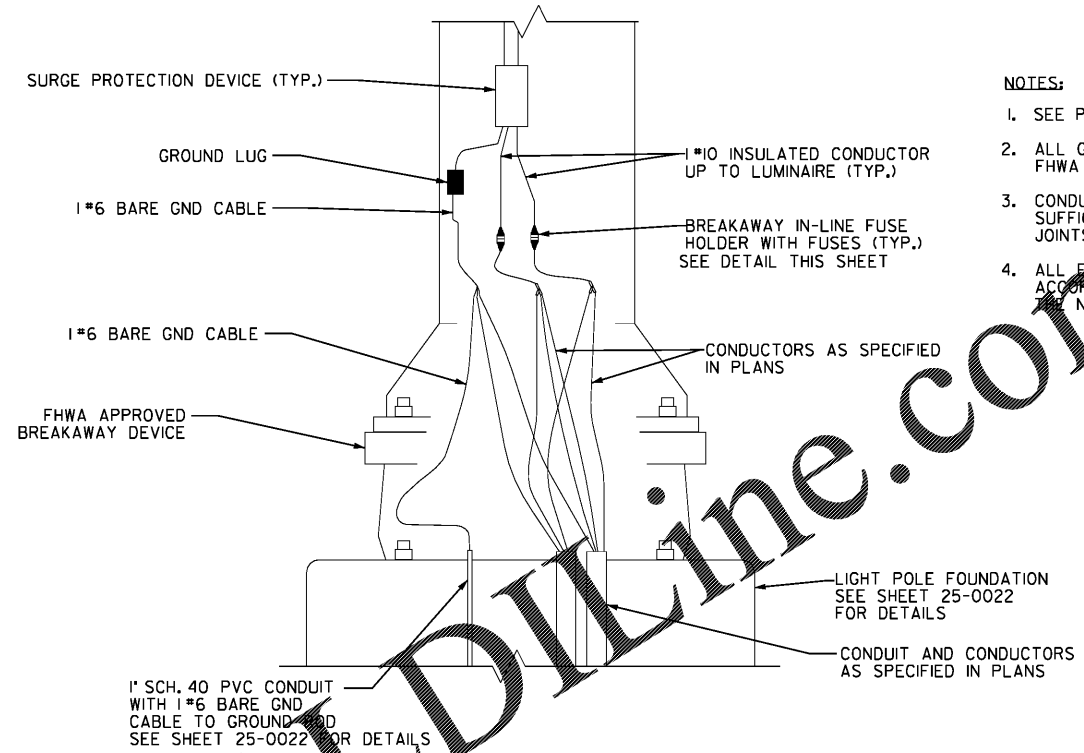 SURGE PROTECTION DEVICE (TYP.)
GROUND LUG
1 #6 BARE GND CABLE
1 #6 BARE GND CABLE
FHWA APPROVED
BREAKAWAY DEVICE
1" SCH. 40 PVC CONDUIT
WITH 1 #6 BARE GND
CABLE TO GROUND ROD
SEE SHEET 25-0022 FOR DETAILS
1 #10 INSULATED CONDUCTOR
UP TO LUMINAIRE (TYP.)
BREAKAWAY IN-LINE FUSE
HOLDER WITH FUSES (TYP.)
SEE DETAIL THIS SHEET
CONDUCTORS AS SPECIFIED
IN PLANS
LIGHT POLE FOUNDATION
SEE SHEET 25-0022
FOR DETAILS
CONDUIT AND CONDUCTORS
AS SPECIFIED IN PLANS
NOTES:
1. SEE P
2. ALL G
FHWA
3. CONDU
SUFFIC
JOINTS
4. ALL
THE N
Line.com